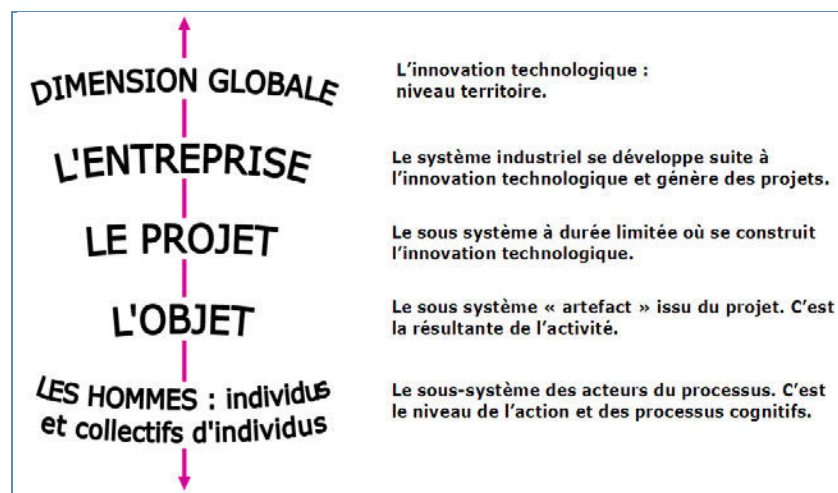 DIMENSION GLOBALE
L'innovation technologique :
niveau territoire.
L'ENTREPRISE
Le système industriel se développe suite à
l'innovation technologique et génère des projets.
LE PROJET
Le sous système à durée limitée où se construit
l'innovation technologique.
L'OBJET
Le sous système « artefact » issu du projet. C'est
la résultante de l'activité.
LES HOMMES : individus
et collectifs d'individus
Le sous-système des acteurs du processus. C'est
le niveau de l'action et des processus cognitifs.